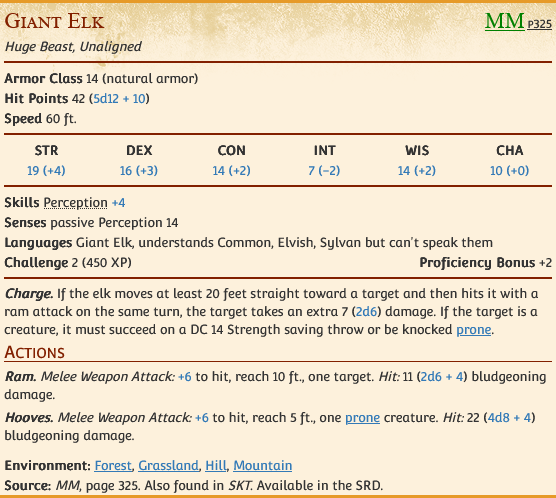 Giant Elk MM P325
Huge Beast, Unaligned
Armor Class 14 (natural armor)
Hit Points 42 (5d12 + 10)
Speed 60 ft.
STR DEX CON INT WIS CHA
19 (+4) 16 (+3) 14 (+2) 7 (−2) 14 (+2) 10 (+0)
Skills Perception +4
Senses passive Perception 14
Languages Giant Elk, understands Common, Elvish, Sylvan but can't speak them
Challenge 2 (450 XP) Proficiency Bonus +2
Charge. If the elk moves at least 20 feet straight toward a target and then hits it with a
ram attack on the same turn, the target takes an extra 7 (2d6) damage. If the target is a
creature, it must succeed on a DC 14 Strength saving throw or be knocked prone.
Actions
Ram. Melee Weapon Attack: +6 to hit, reach 10 ft., one target. Hit: 11 (2d6 + 4) bludgeoning
damage.
Hooves. Melee Weapon Attack: +6 to hit, reach 5 ft., one prone creature. Hit: 22 (4d8 + 4)
bludgeoning damage.
Environment: Forest, Grassland, Hill, Mountain
Source: MM, page 325. Also found in SKT. Available in the SRD.